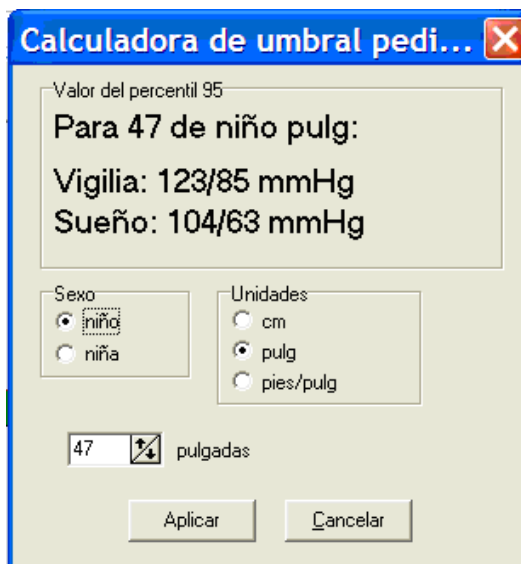 Calculadora de umbral pedi...
Valor del percentil 95
Para 47 de niño pulg:
Vigilia: 123/85 mmHg
Sueño: 104/63 mmHg
Sexo
niño
niña
Unidades
cm
pulg
pies/pulg
47 pulgadas
Aplicar Cancelar